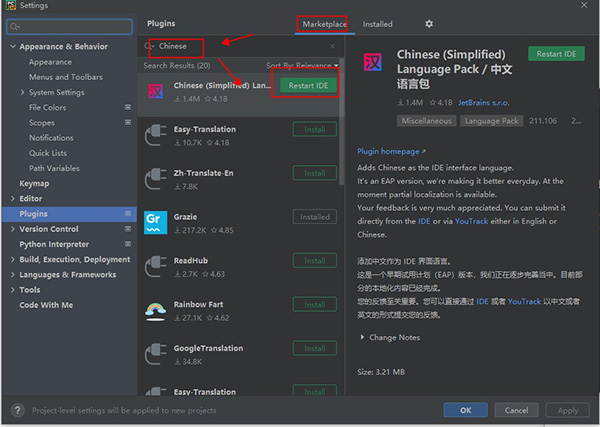 Settings
Plugins
Marketplace
Installed
Appearance & Behavior
Appearance
Menus and Toolbars
System Settings
File Colors
Scopes
Notifications
Quick Lists
Path Variables
Keymap
Editor
Plugins
Version Control
Python Interpreter
Build, Execution, Deployment
Languages & Frameworks
Tools
Code With Me
Chinese
Search Results (20)
Sort By: Relevance
汉
Chinese (Simplified) Lan...
1.4M 4.18
Restart IDE
Easy-Translation
10.7K 4.18
Install
Zh-Translate-En
7.8K
Install
Gr
Grazie
217.2K 4.85
Installed
ReadHub
2.7K 4.63
Install
Rainbow Fart
27.1K 4.62
Install
GoogleTranslation
34.8K
Install
Easy-Translation
Install
汉
Chinese (Simplified)
Language Pack / 中文
语言包
Restart IDE
1.4M 4.18 JetBrains s.r.o.
Miscellaneous Language Pack 211.106 2...
Plugin homepage
Adds Chinese as the IDE interface language.
It's an EAP version, we're making it better everyday. At the
moment partial localization is available.
Your feedback is very much appreciated. You can submit it
directly from the IDE or via YouTrack either in English or
Chinese.
添加中文作为 IDE 界面语言。
这是一个早期试用计划（EAP）版本，我们正在逐步完善当中。目前部
分的本地化内容已经完成。
您的反馈至关重要。您可以直接通过 IDE 或者 YouTrack 以中文或者
英文的形式提交您的反馈。
Change Notes
Size: 3.21 MB
? Project-level settings will be applied to new projects
OK
Cancel
Apply